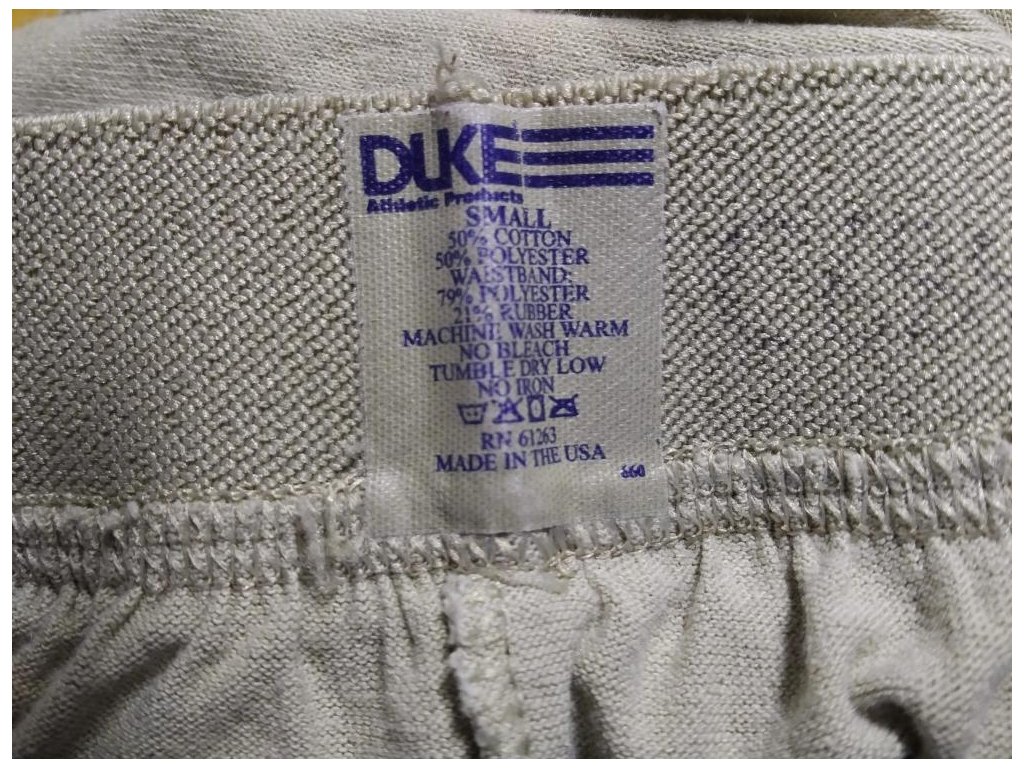 DUKE
Athletic Products
SMALL
50% COTTON
50% POLYESTER
WAISTBAND:
79% POLYESTER
21% RUBBER
MACHINE WASH WARM
NO BLEACH
TUMBLE DRY LOW
NO IRON
RN 61263
MADE IN THE USA
660